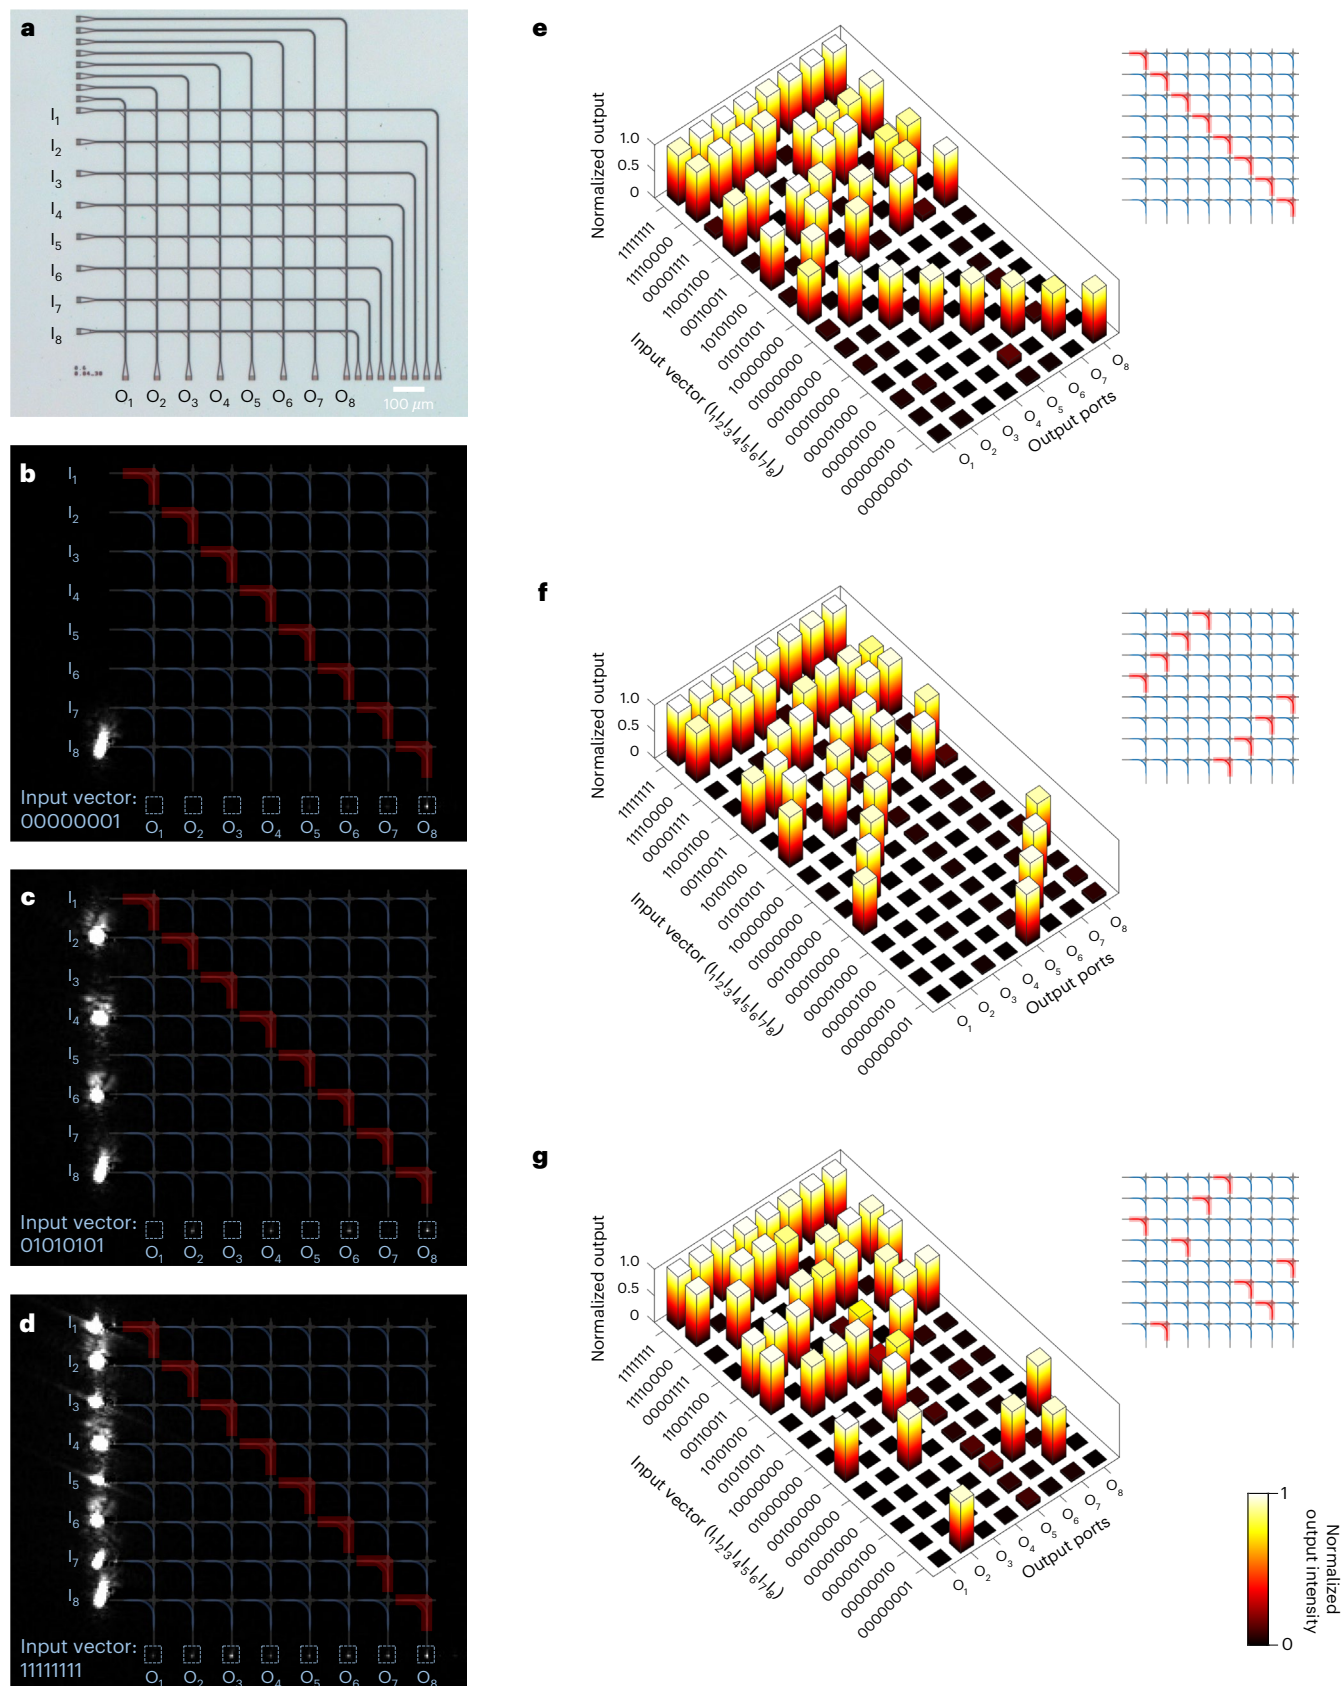 a
I1
I2
I3
I4
I5
I6
I7
I8
O1 O2 O3 O4 O5 O6 O7 O8
100 μm
b
I1
I2
I3
I4
I5
I6
I7
I8
Input vector:
00000001
O1 O2 O3 O4 O5 O6 O7 O8
c
I1
I2
I3
I4
I5
I6
I7
I8
Input vector:
01010101
O1 O2 O3 O4 O5 O6 O7 O8
d
I1
I2
I3
I4
I5
I6
I7
I8
Input vector:
11111111
O1 O2 O3 O4 O5 O6 O7 O8
e
Normalized output
1.0
0.5
0
11111111
11110000
00001111
11001100
00110011
10101010
01010101
10000000
01000000
00100000
00010000
00001000
00000100
00000010
00000001
Input vector (I1I2I3I4I5I6I7I8)
O1 O2 O3 O4 O5 O6 O7 O8
Output ports
f
Normalized output
1.0
0.5
0
11111111
11110000
00001111
11001100
00110011
10101010
01010101
10000000
01000000
00100000
00010000
00001000
00000100
00000010
00000001
Input vector (I1I2I3I4I5I6I7I8)
O1 O2 O3 O4 O5 O6 O7 O8
Output ports
g
Normalized output
1.0
0.5
0
11111111
11110000
00001111
11001100
00110011
10101010
01010101
10000000
01000000
00100000
00010000
00001000
00000100
00000010
00000001
Input vector (I1I2I3I4I5I6I7I8)
O1 O2 O3 O4 O5 O6 O7 O8
Output ports
1
0
Normalized
output intensity